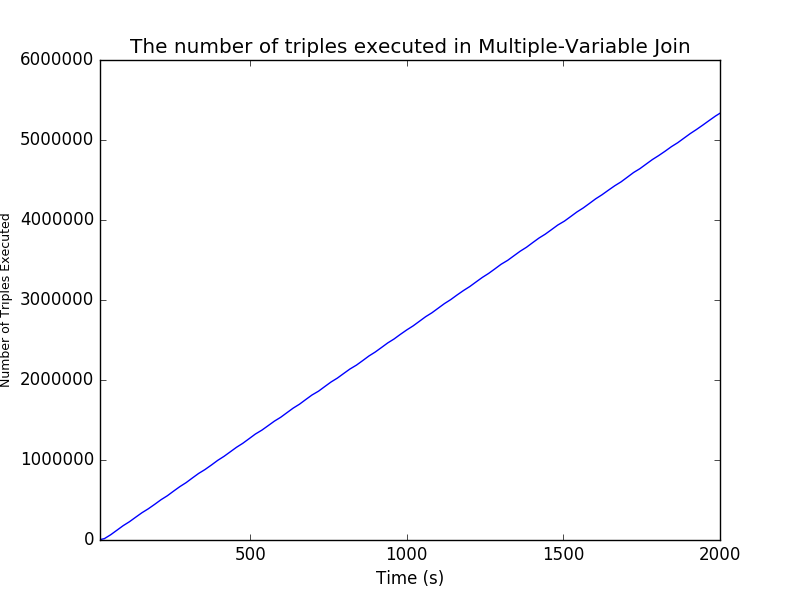 The number of triples executed in Multiple-Variable Join
6000000
5000000
4000000
3000000
2000000
1000000
0
Number of Triples Executed
500 1000 1500 2000
Time (s)